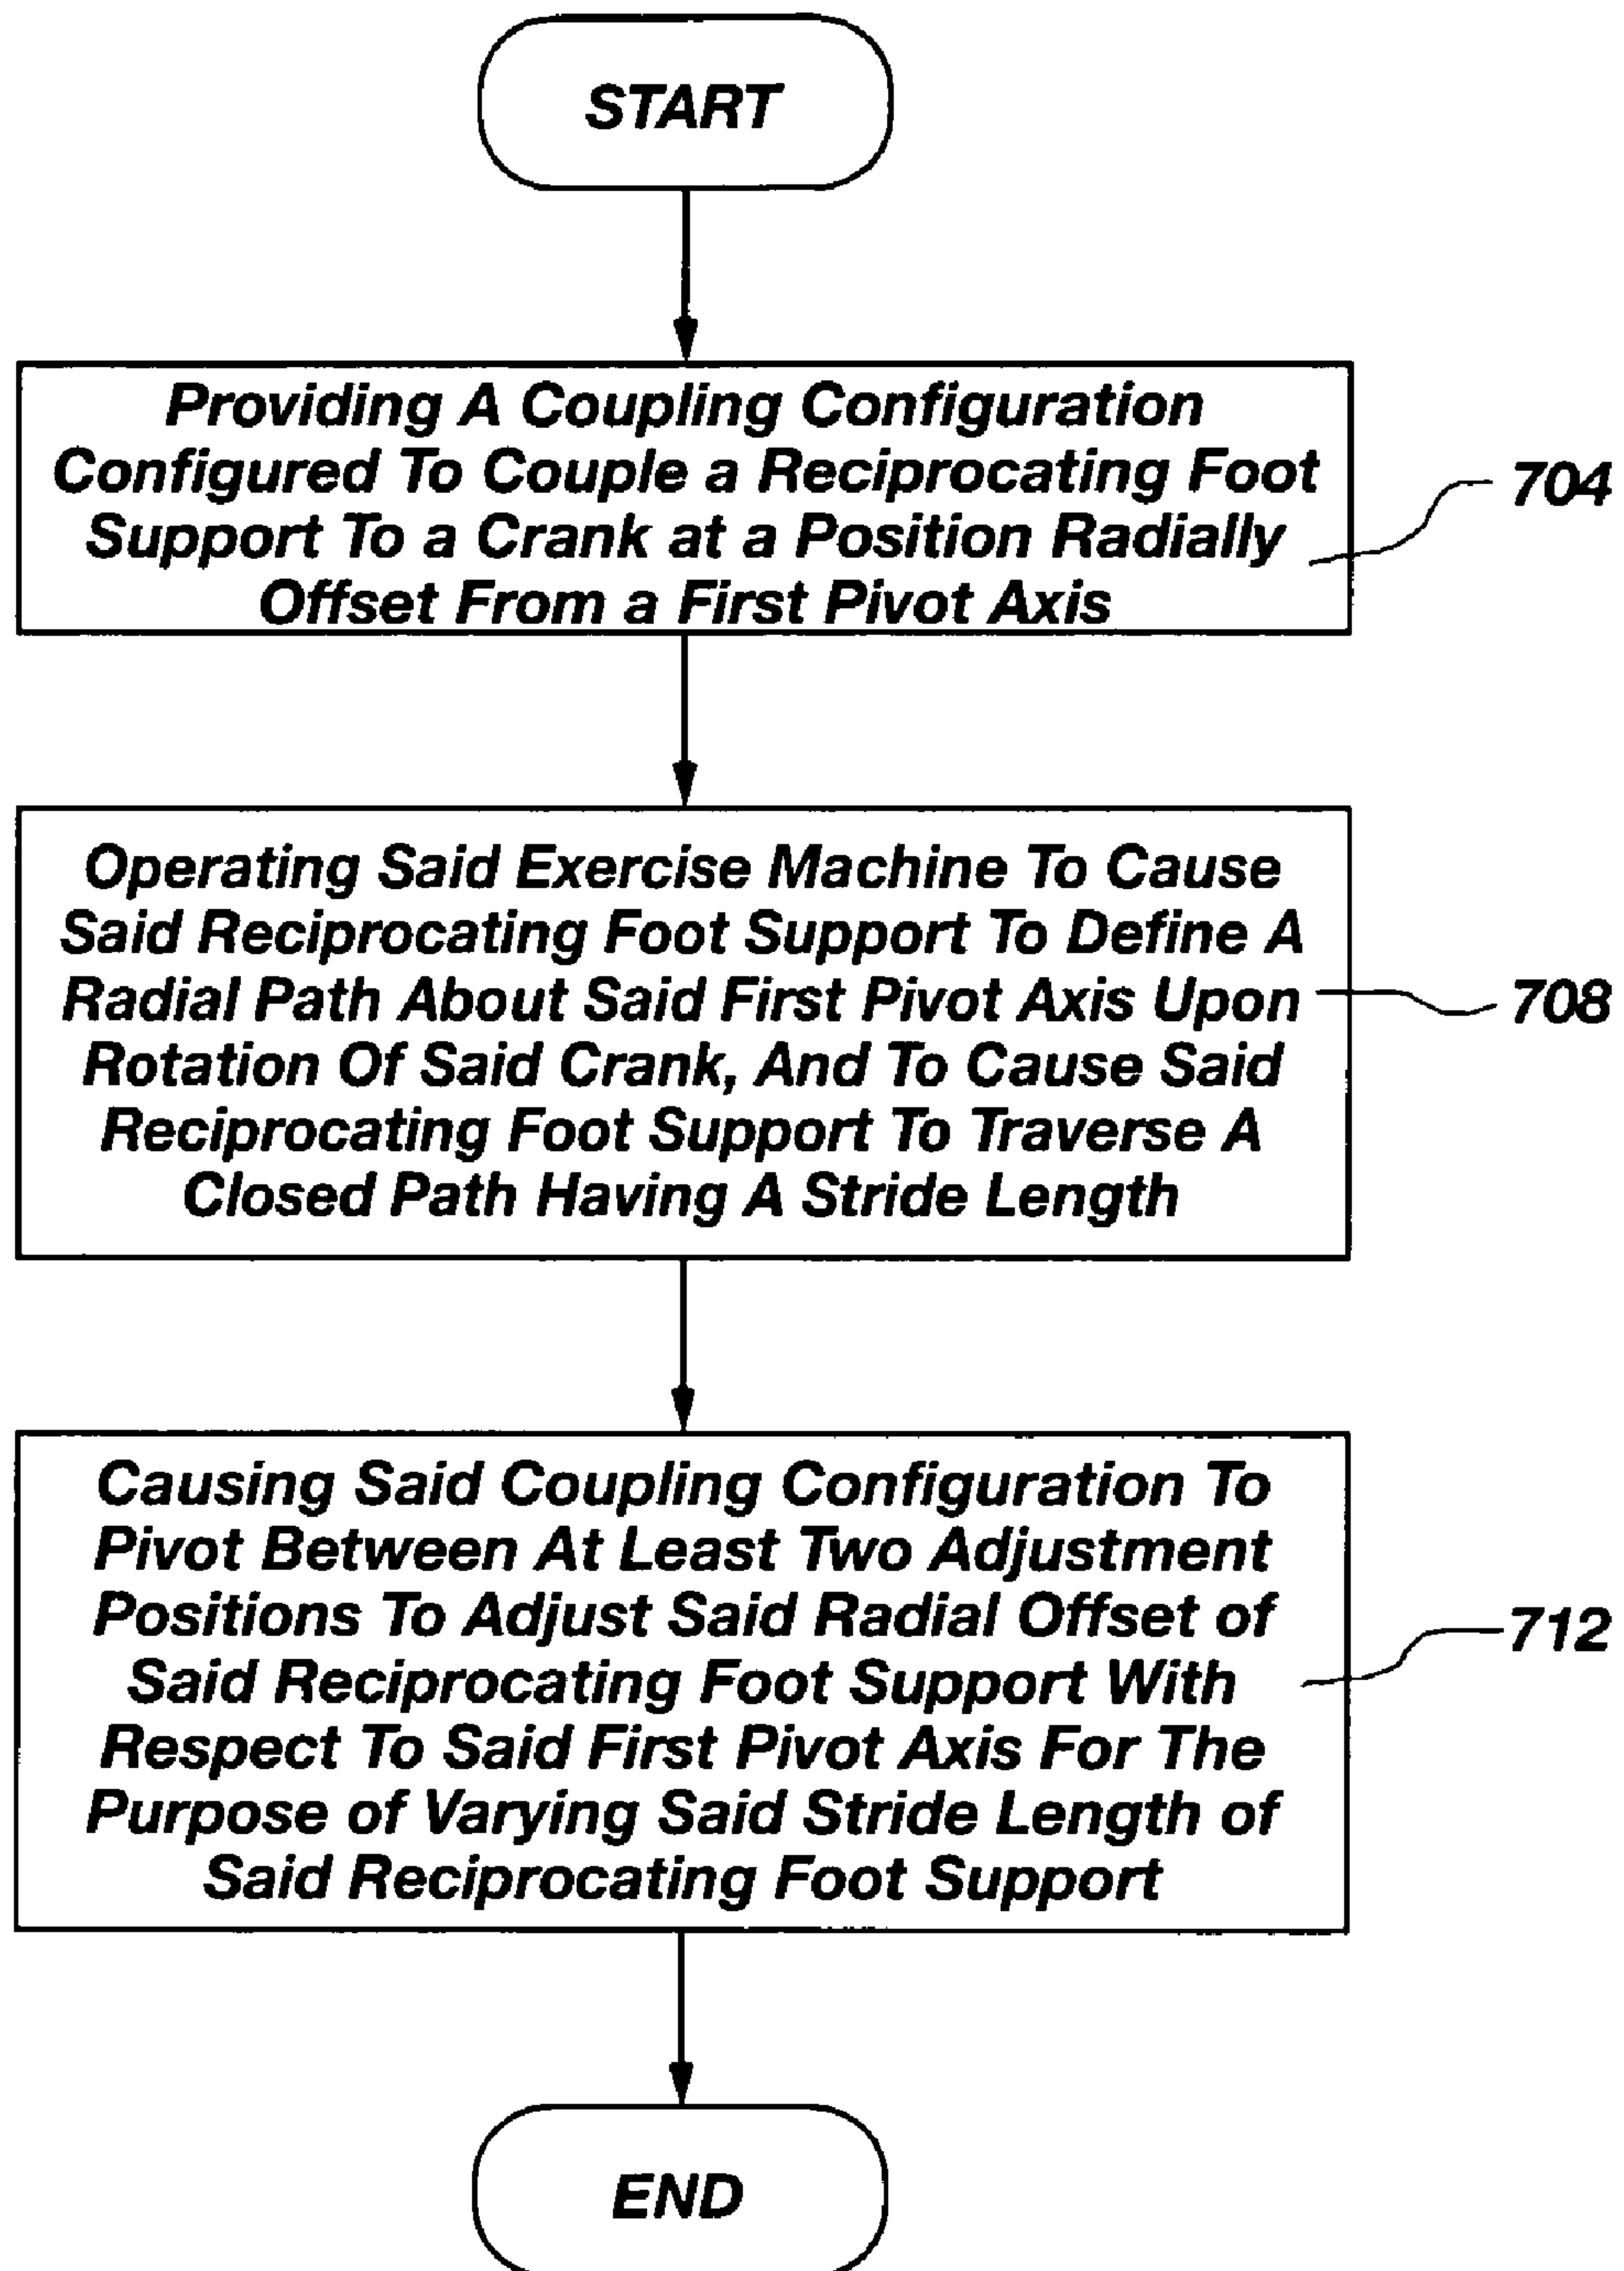 START
Providing A Coupling Configuration
Configured To Couple a Reciprocating Foot
Support To a Crank at a Position Radially
Offset From a First Pivot Axis
704
Operating Said Exercise Machine To Cause
Said Reciprocating Foot Support To Define A
Radial Path About Said First Pivot Axis Upon
Rotation Of Said Crank, And To Cause Said
Reciprocating Foot Support To Traverse A
Closed Path Having A Stride Length
708
Causing Said Coupling Configuration To
Pivot Between At Least Two Adjustment
Positions To Adjust Said Radial Offset of
Said Reciprocating Foot Support With
Respect To Said First Pivot Axis For The
Purpose of Varying Said Stride Length of
Said Reciprocating Foot Support
712
END